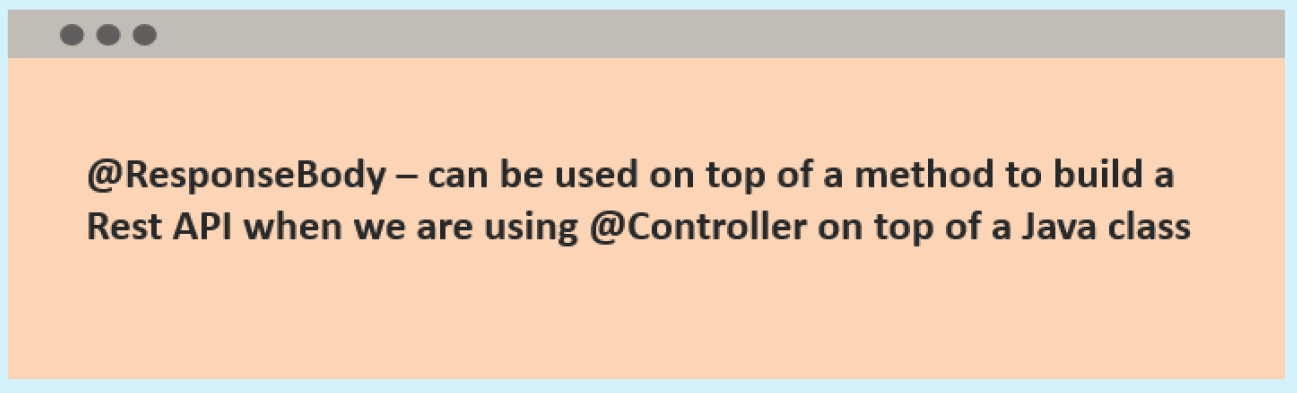 @ResponseBody – can be used on top of a method to build a
Rest API when we are using @Controller on top of a Java class